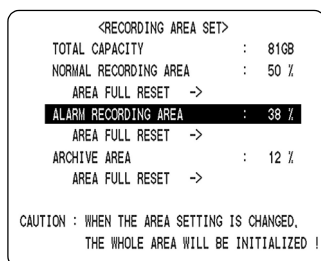 <RECORDING AREA SET>
TOTAL CAPACITY : 81GB
NORMAL RECORDING AREA : 50 %
AREA FULL RESET ->
ALARM RECORDING AREA : 38 %
AREA FULL RESET ->
ARCHIVE AREA : 12 %
AREA FULL RESET ->
CAUTION : WHEN THE AREA SETTING IS CHANGED,
THE WHOLE AREA WILL BE INITIALIZED !